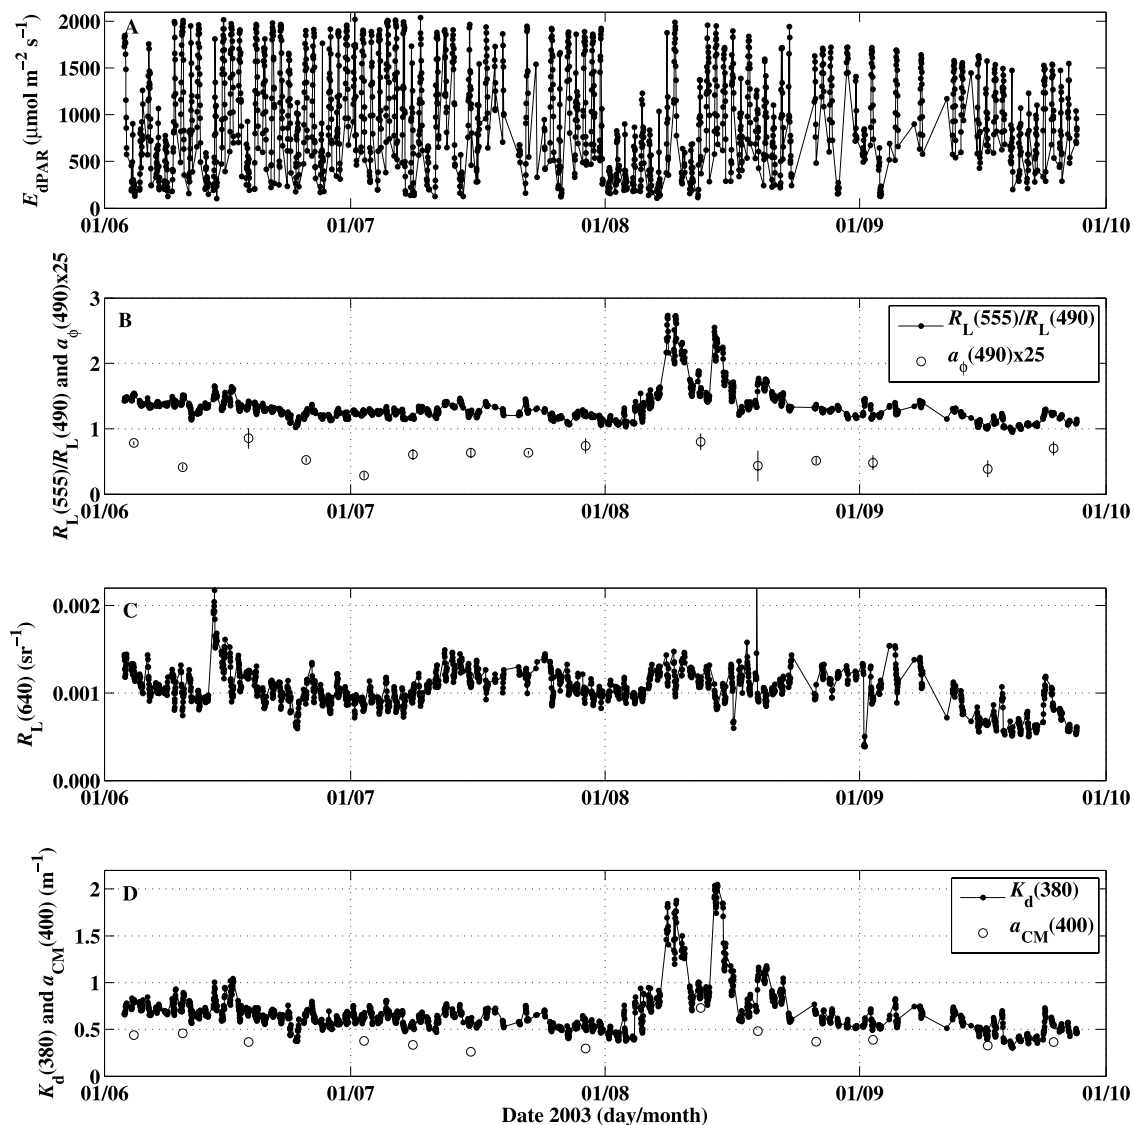 A
E_dPAR (μmol m⁻² s⁻¹)
2000
1500
1000
500
0
01/06 01/07 01/08 01/09 01/10
B
R_L(555)/R_L(490) and a_ϕ(490)x25
R_L(555)/R_L(490)
a_ϕ(490)x25
3
2
1
0
01/06 01/07 01/08 01/09 01/10
C
R_L(640) (sr⁻¹)
0.002
0.001
0.000
01/06 01/07 01/08 01/09 01/10
D
K_d(380) and a_CM(400) (m⁻¹)
K_d(380)
a_CM(400)
2
1.5
1
0.5
0
01/06 01/07 01/08 01/09 01/10
Date 2003 (day/month)